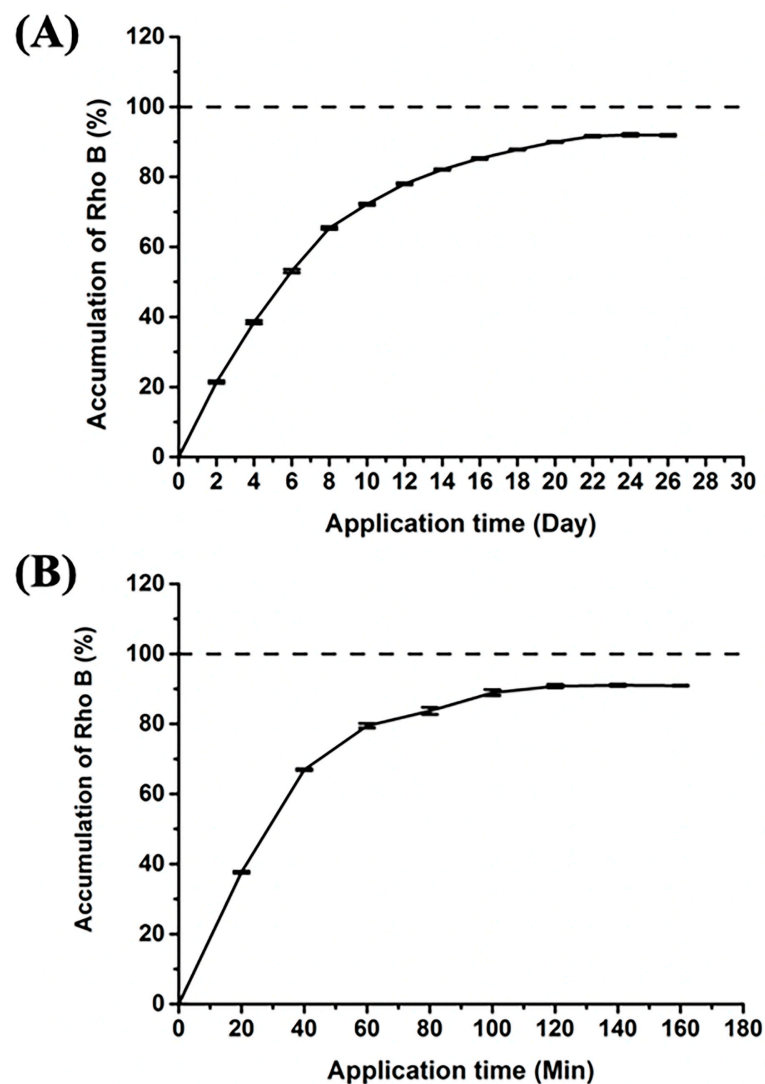 (A)
120
100
80
60
40
20
0
Accumulation of Rho B (%)
0 2 4 6 8 10 12 14 16 18 20 22 24 26 28 30
Application time (Day)
(B)
120
100
80
60
40
20
0
Accumulation of Rho B (%)
0 20 40 60 80 100 120 140 160 180
Application time (Min)